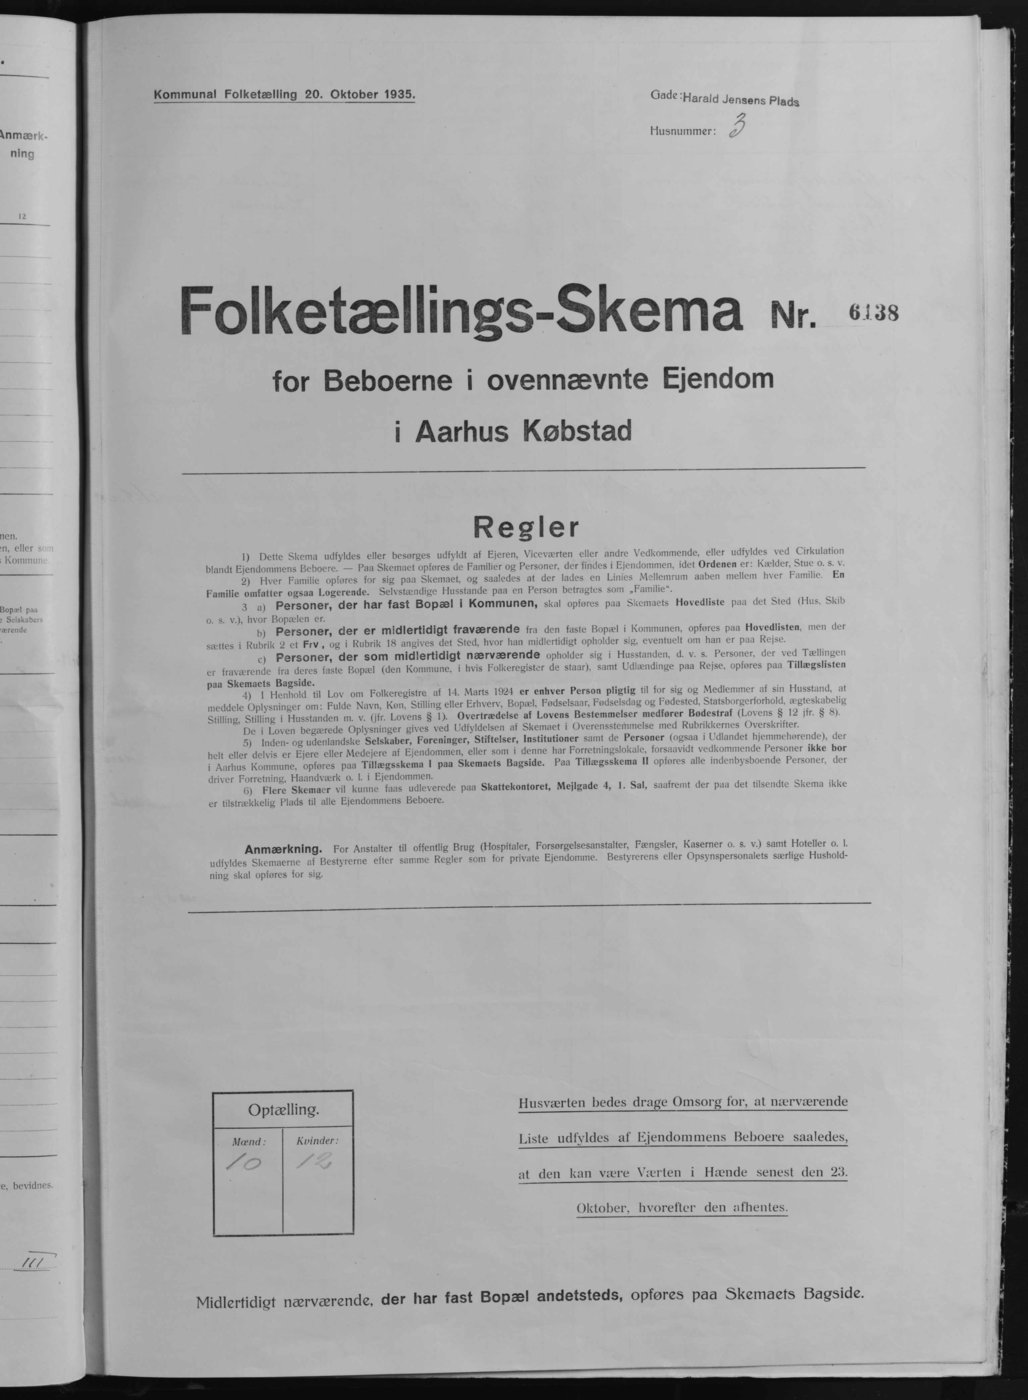 Anmærk-
ning
12
nen.
en, eller som
s Kommune.
Bopæl paa
e Selskabers
værende
e, bevidnes.
III
Kommunal Folketælling 20. Oktober 1935.
Gade: Harald Jensens Plads
Husnummer: 3
Folketællings-Skema Nr. 6138
for Beboerne i ovennævnte Ejendom
i Aarhus Købstad
Regler
1) Dette Skema udfyldes eller besørges udfyldt af Ejeren, Viceværten eller andre Vedkommende, eller udfyldes ved Cirkulation
blandt Ejendommens Beboere. — Paa Skemaet opføres de Familier og Personer, der findes i Ejendommen, idet Ordenen er: Kælder, Stue o. s. v.
2) Hver Familie opføres for sig paa Skemaet, og saaledes at der lades en Linies Mellemrum aaben mellem hver Familie. En
Familie omfatter ogsaa Logerende. Selvstændige Husstande paa en Person betragtes som „Familie“.
3 a) Personer, der har fast Bopæl i Kommunen, skal opføres paa Skemaets Hovedliste paa det Sted (Hus, Skib
o. s. v.), hvor Bopælen er.
b) Personer, der er midlertidigt fraværende fra den faste Bopæl i Kommunen, opføres paa Hovedlisten, men der
sættes i Rubrik 2 et Frv, og i Rubrik 18 angives det Sted, hvor han midlertidigt opholder sig, eventuelt om han er paa Rejse.
c) Personer, der som midlertidigt nærværende opholder sig i Husstanden, d. v. s. Personer, der ved Tællingen
er fraværende fra deres faste Bopæl (den Kommune, i hvis Folkeregister de staar), samt Udlændinge paa Rejse, opføres paa Tillægslisten
paa Skemaets Bagside.
4) I Henhold til Lov om Folkeregistre af 14. Marts 1924 er enhver Person pligtig til for sig og Medlemmer af sin Husstand, at
meddele Oplysninger om: Fulde Navn, Køn, Stilling eller Erhverv, Bopæl, Fødselsaar, Fødselsdag og Fødested, Statsborgerforhold, ægteskabelig
Stilling, Stilling i Husstanden m. v. (jfr. Lovens § 1). Overtrædelse af Lovens Bestemmelser medfører Bødestraf (Lovens § 12 jfr. § 8).
De i Loven begærede Oplysninger gives ved Udfyldelsen af Skemaet i Overensstemmelse med Rubrikkernes Overskrifter.
5) Inden- og udenlandske Selskaber, Foreninger, Stiftelser, Institutioner samt de Personer (ogsaa i Udlandet hjemmehørende), der
helt eller delvis er Ejere eller Medejere af Ejendommen, eller som i denne har Forretningslokale, forsaavidt vedkommende Personer ikke bor
i Aarhus Kommune, opføres paa Tillægsskema I paa Skemaets Bagside. Paa Tillægsskema II opføres alle indenbysboende Personer, der
driver Forretning, Haandværk o. l. i Ejendommen.
6) Flere Skemaer vil kunne faas udleverede paa Skattekontoret, Mejlgade 4, 1. Sal, saafremt der paa det tilsendte Skema ikke
er tilstrækkelig Plads til alle Ejendommens Beboere.
Anmærkning. For Anstalter til offentlig Brug (Hospitaler, Forsørgelsesanstalter, Fængsler, Kaserner o. s. v.) samt Hoteller o. l.
udfyldes Skemaerne af Bestyrerne efter samme Regler som for private Ejendomme. Bestyrerens eller Opsynspersonalets særlige Hushold-
ning skal opføres for sig.
Optælling.
Mænd: Kvinder:
10 12
Husværten bedes drage Omsorg for, at nærværende
Liste udfyldes af Ejendommens Beboere saaledes,
at den kan være Værten i Hænde senest den 23.
Oktober, hvorefter den afhentes.
Midlertidigt nærværende, der har fast Bopæl andetsteds, opføres paa Skemaets Bagside.